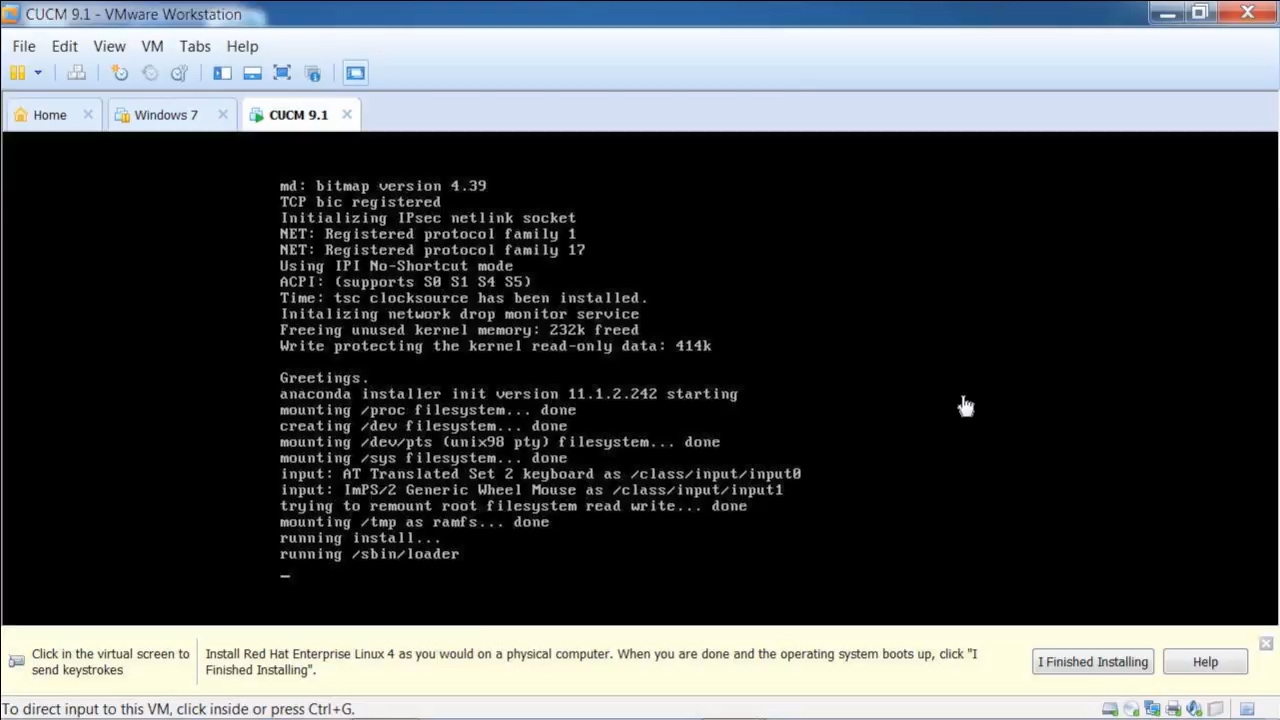 CUCM 9.1 - VMware Workstation
File Edit View VM Tabs Help
Home Windows 7 CUCM 9.1
md: bitmap version 4.39
TCP bic registered
Initializing IPsec netlink socket
NET: Registered protocol family 1
NET: Registered protocol family 17
Using IPI No-Shortcut mode
ACPI: (supports S0 S1 S4 S5)
Time: tsc clocksource has been installed.
Initalizing network drop monitor service
Freeing unused kernel memory: 232k freed
Write protecting the kernel read-only data: 414k
Greetings.
anaconda installer init version 11.1.2.242 starting
mounting /proc filesystem... done
creating /dev filesystem... done
mounting /dev/pts (unix98 pty) filesystem... done
mounting /sys filesystem... done
input: AT Translated Set 2 keyboard as /class/input/input0
input: ImPS/2 Generic Wheel Mouse as /class/input/input1
trying to remount root filesystem read write... done
mounting /tmp as ramfs... done
running install...
running /sbin/loader
_
Click in the virtual screen to
send keystrokes
Install Red Hat Enterprise Linux 4 as you would on a physical computer. When you are done and the operating system boots up, click "I
Finished Installing".
I Finished Installing
Help
To direct input to this VM, click inside or press Ctrl+G.